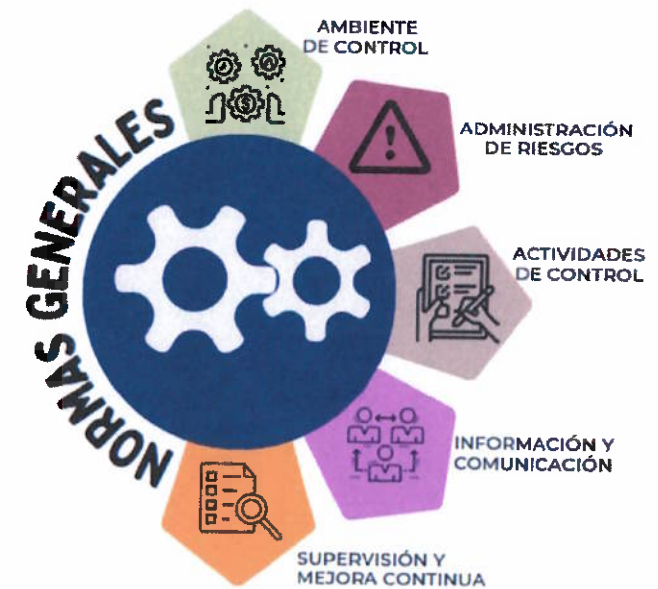 NORMAS GENERALES
AMBIENTE
DE CONTROL
ADMINISTRACIÓN
DE RIESGOS
ACTIVIDADES
DE CONTROL
INFORMACIÓN Y
COMUNICACIÓN
SUPERVISIÓN Y
MEJORA CONTINUA